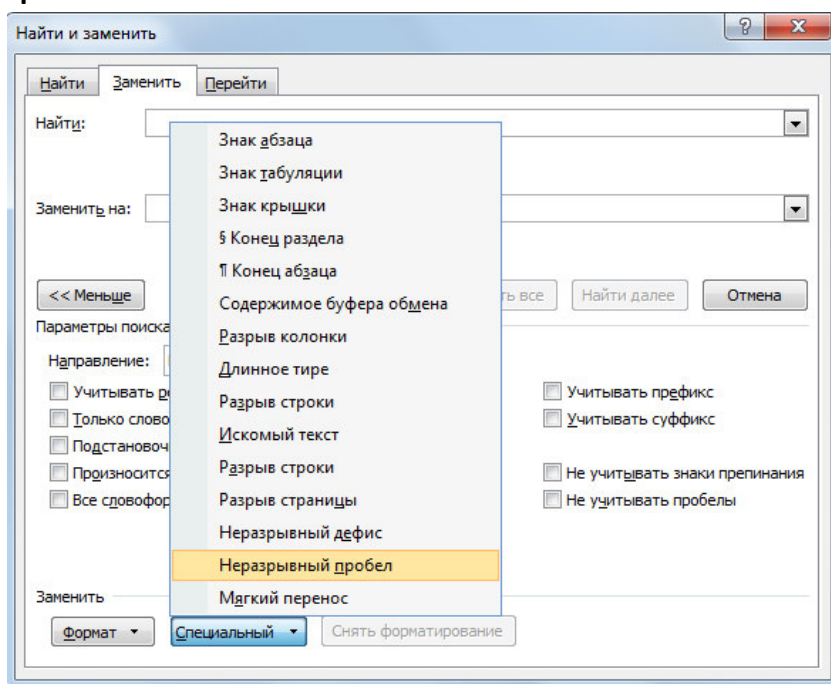 Найти и заменить
Найти Заменить Перейти
Найти:
Знак абзаца
Знак табуляции
Заменить на:
Знак крышки
§ Конец раздела
¶ Конец абзаца
<< Меньше
Содержимое буфера обмена
ть все Найти далее Отмена
Параметры поиска
Разрыв колонки
Направление:
Длинное тире
Учитывать
Разрыв строки
Учитывать префикс
Только слово
Искомый текст
Учитывать суффикс
Подстановоч
Произносится
Разрыв строки
Не учитывать знаки препинания
Все словофор
Разрыв страницы
Не учитывать пробелы
Неразрывный дефис
Неразрывный пробел
Заменить
Мягкий перенос
Формат Специальный Снять форматирование